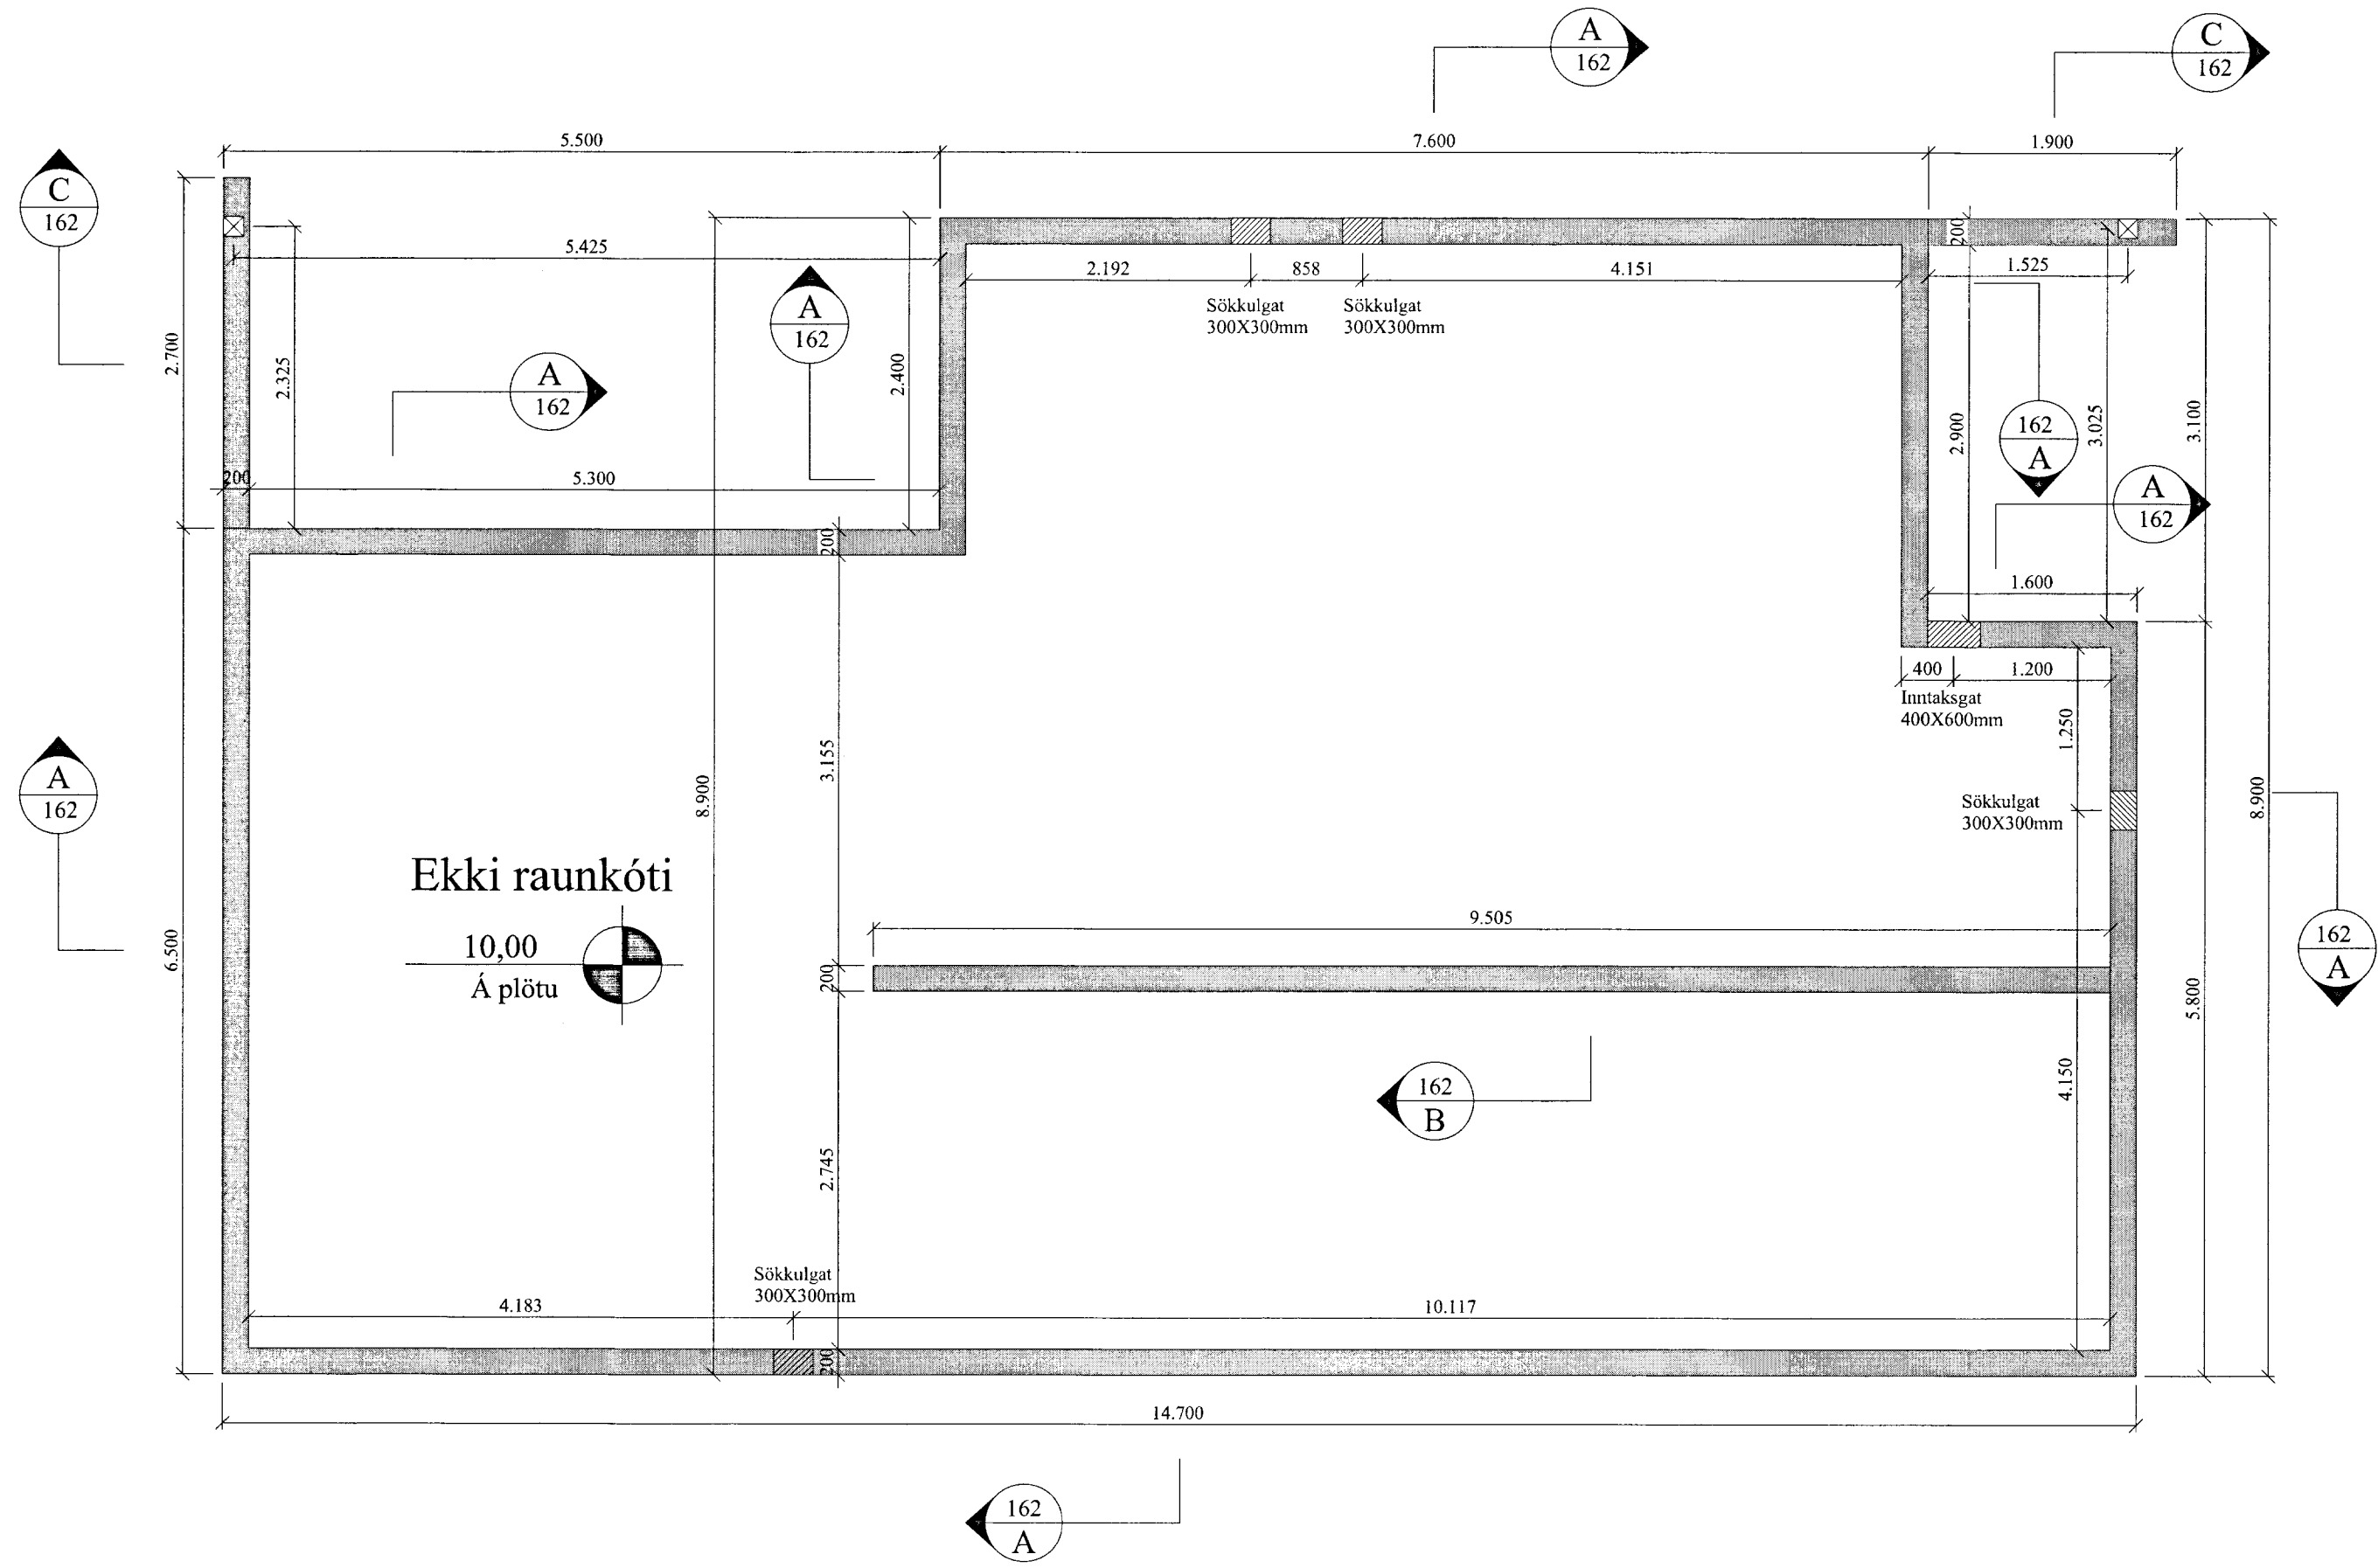 A
162
C
162
5.500
7.600
1.900
C
162
5.425
200
2.192
858
4.151
1.525
A
162
Sökkulgat
300X300mm
Sökkulgat
300X300mm
2.700
2.325
A
162
2.400
2.900
162
A
3.025
3.100
200
5.300
A
162
200
1.600
400
1.200
Inntaksgat
400X600mm
1.250
A
162
3.155
8.900
Sökkulgat
300X300mm
8.900
Ekki raunkóti
10,00
Á plötu
6.500
9.505
200
162
A
5.800
162
B
4.150
2.745
Sökkulgat
300X300mm
4.183
10.117
200
14.700
162
A